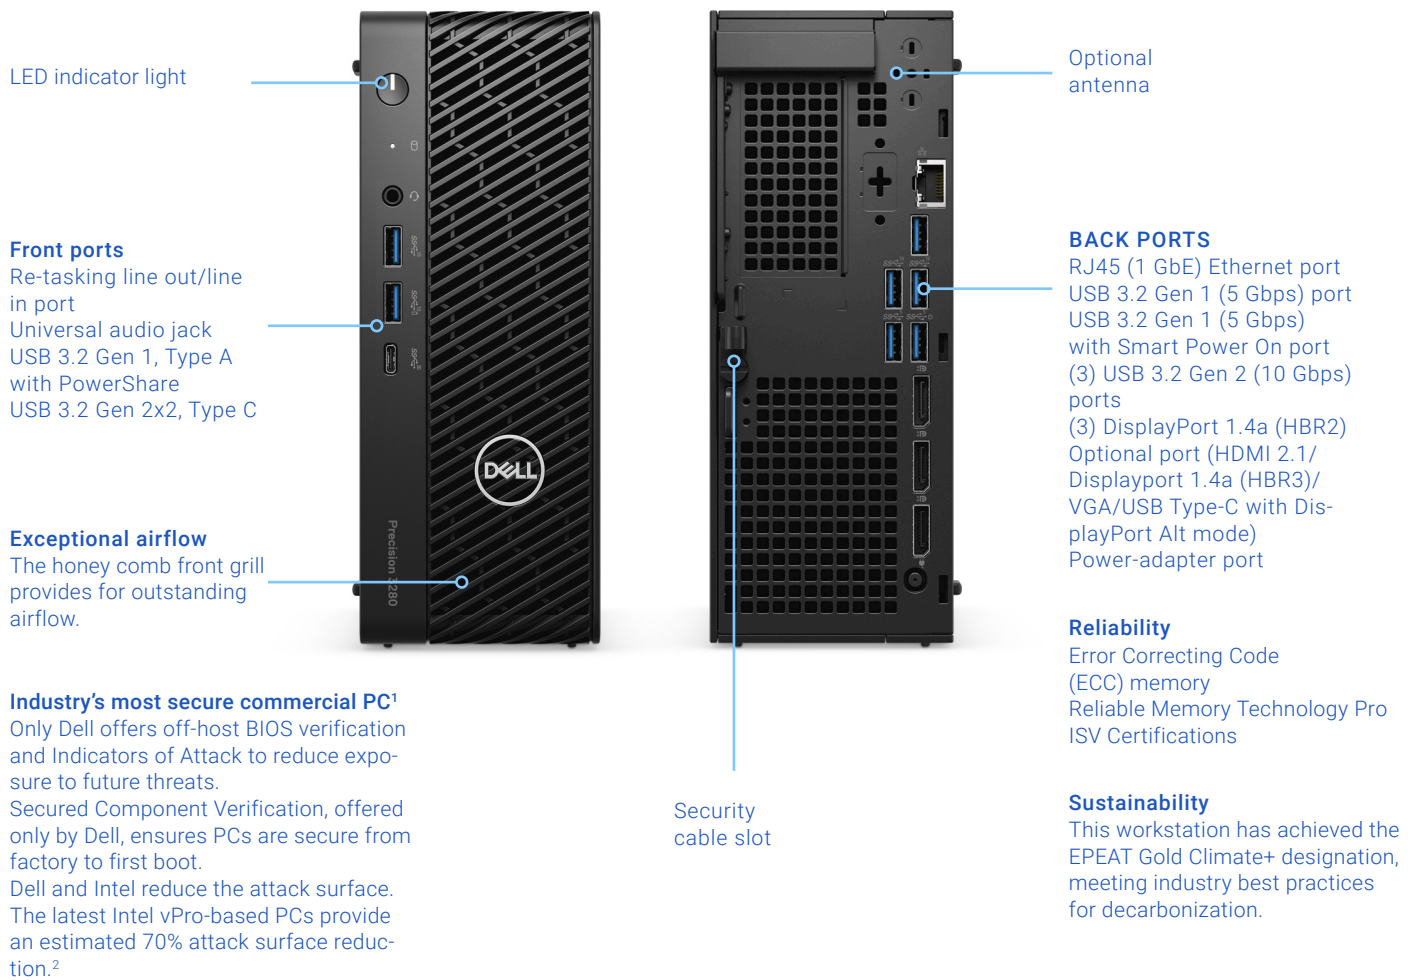 LED indicator light
Front ports
Re-tasking line out/line
in port
Universal audio jack
USB 3.2 Gen 1, Type A
with PowerShare
USB 3.2 Gen 2x2, Type C
Exceptional airflow
The honey comb front grill
provides for outstanding
airflow.
Industry's most secure commercial PC¹
Only Dell offers off-host BIOS verification
and Indicators of Attack to reduce expo-
sure to future threats.
Secured Component Verification, offered
only by Dell, ensures PCs are secure from
factory to first boot.
Dell and Intel reduce the attack surface.
The latest Intel vPro-based PCs provide
an estimated 70% attack surface reduc-
tion.²
DELL
Precision 3280
Security
cable slot
Optional
antenna
BACK PORTS
RJ45 (1 GbE) Ethernet port
USB 3.2 Gen 1 (5 Gbps) port
USB 3.2 Gen 1 (5 Gbps)
with Smart Power On port
(3) USB 3.2 Gen 2 (10 Gbps)
ports
(3) DisplayPort 1.4a (HBR2)
Optional port (HDMI 2.1/
Displayport 1.4a (HBR3)/
VGA/USB Type-C with Dis-
playPort Alt mode)
Power-adapter port
Reliability
Error Correcting Code
(ECC) memory
Reliable Memory Technology Pro
ISV Certifications
Sustainability
This workstation has achieved the
EPEAT Gold Climate+ designation,
meeting industry best practices
for decarbonization.